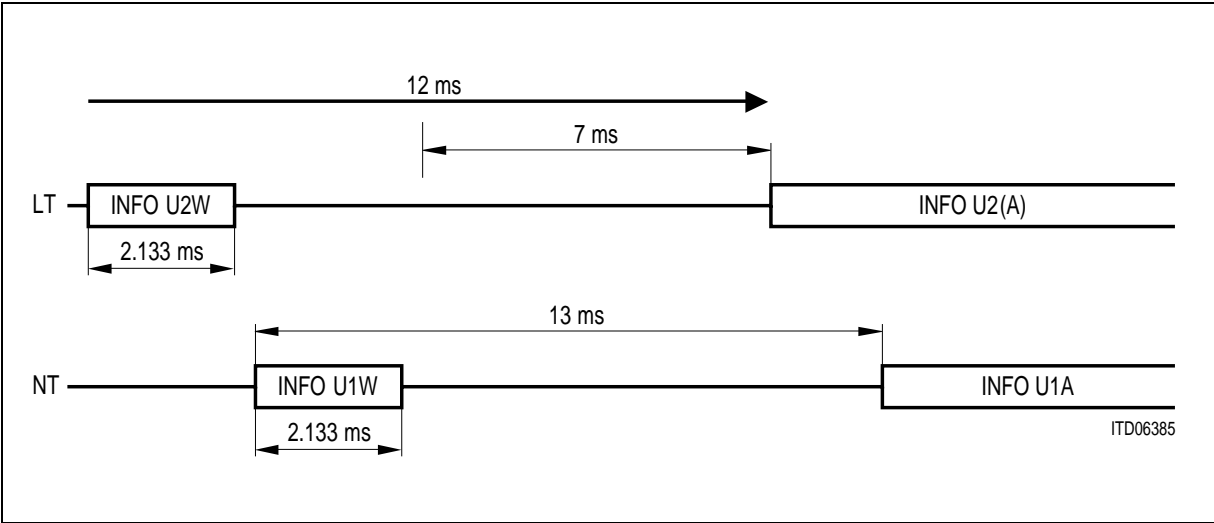 12 ms
7 ms
LT INFO U2W INFO U2(A)
2.133 ms
13 ms
NT INFO U1W INFO U1A
2.133 ms
ITD06385